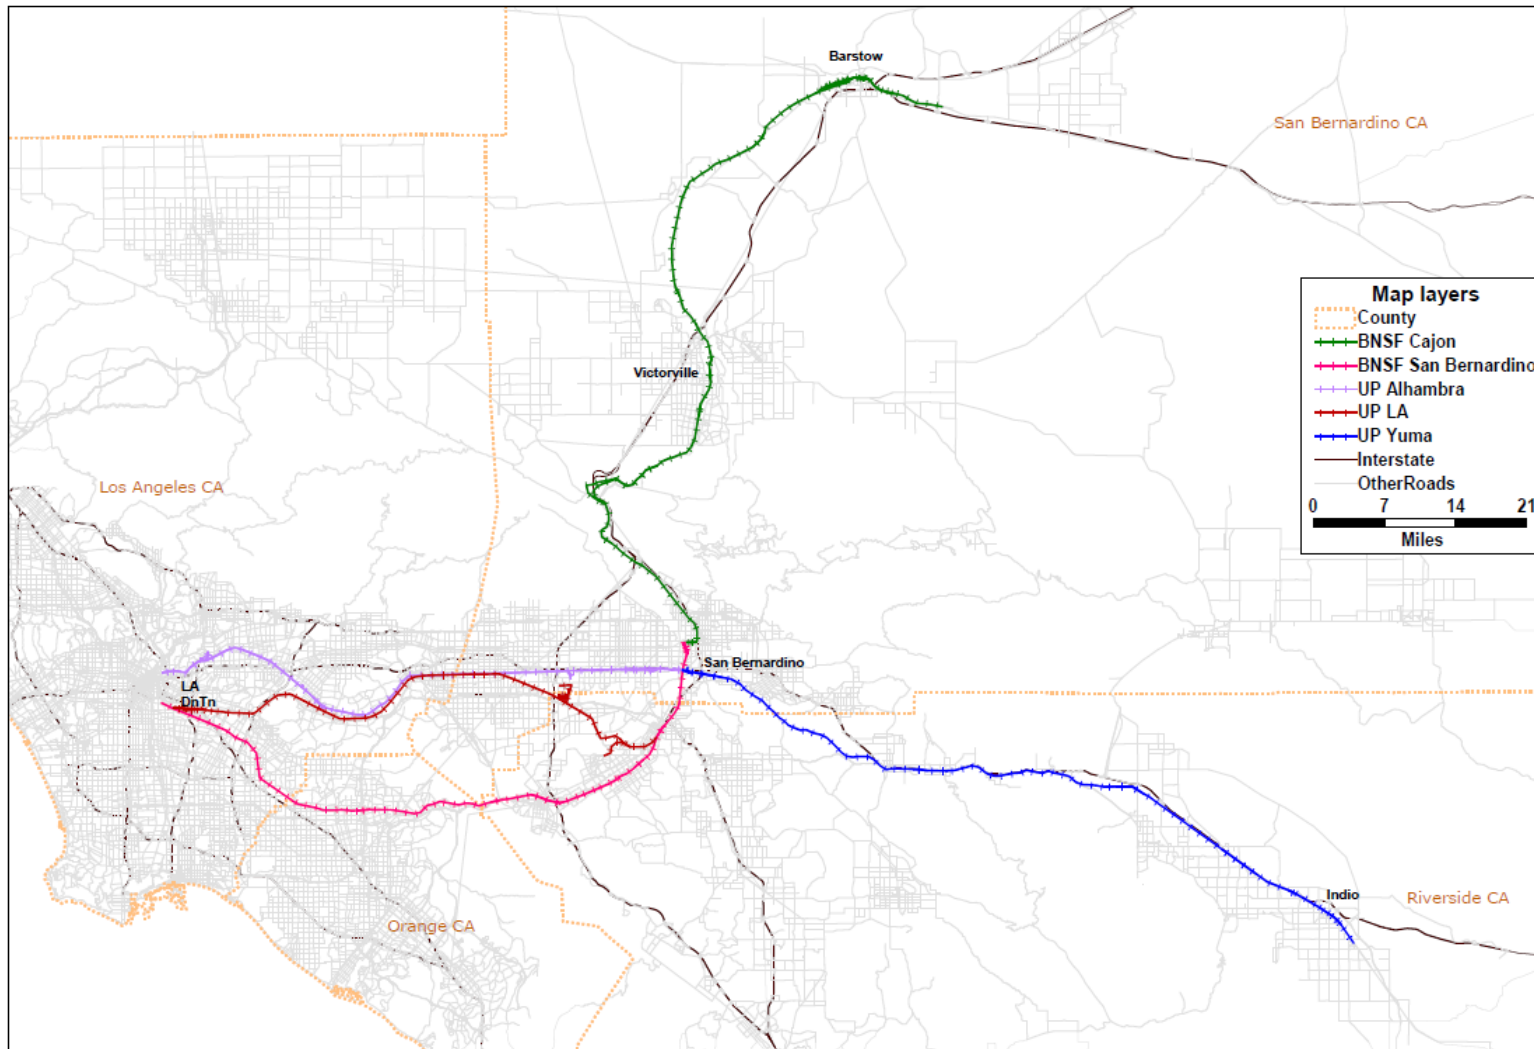 Barstow
San Bernardino CA
Map layers
County
BNSF Cajon
BNSF San Bernardino
UP Alhambra
UP LA
UP Yuma
Interstate
OtherRoads
0 7 14 21
Miles
Victorville
Los Angeles CA
San Bernardino
LA
DnTn
Indio
Riverside CA
Orange CA